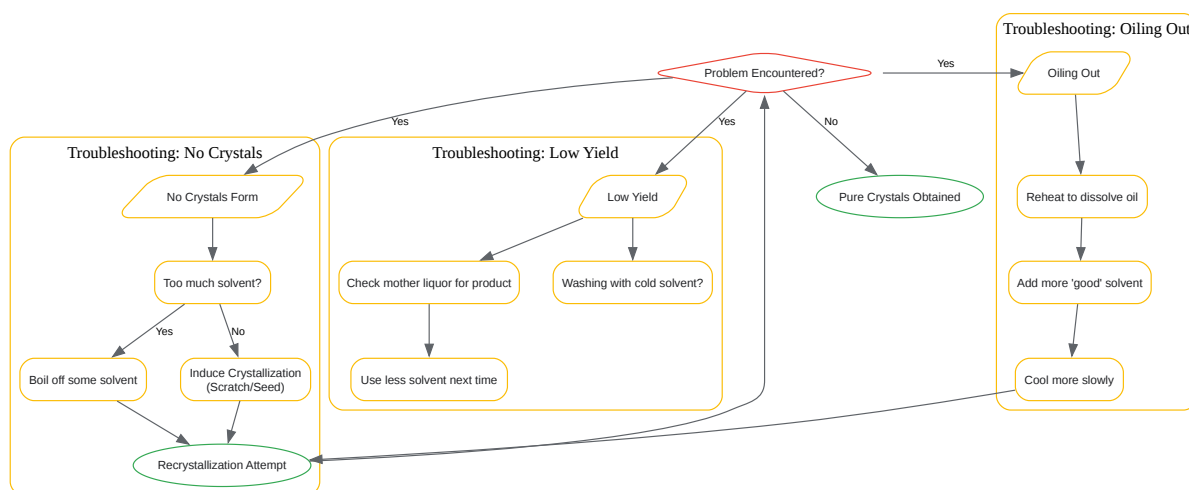 Troubleshooting: Oiling Out
Problem Encountered?
Yes
Oiling Out
Yes
Yes
No
Troubleshooting: No Crystals
Troubleshooting: Low Yield
No Crystals Form
Low Yield
Pure Crystals Obtained
Reheat to dissolve oil
Too much solvent?
Check mother liquor for product
Washing with cold solvent?
Add more 'good' solvent
Yes
No
Boil off some solvent
Induce Crystallization
(Scratch/Seed)
Use less solvent next time
Cool more slowly
Recrystallization Attempt